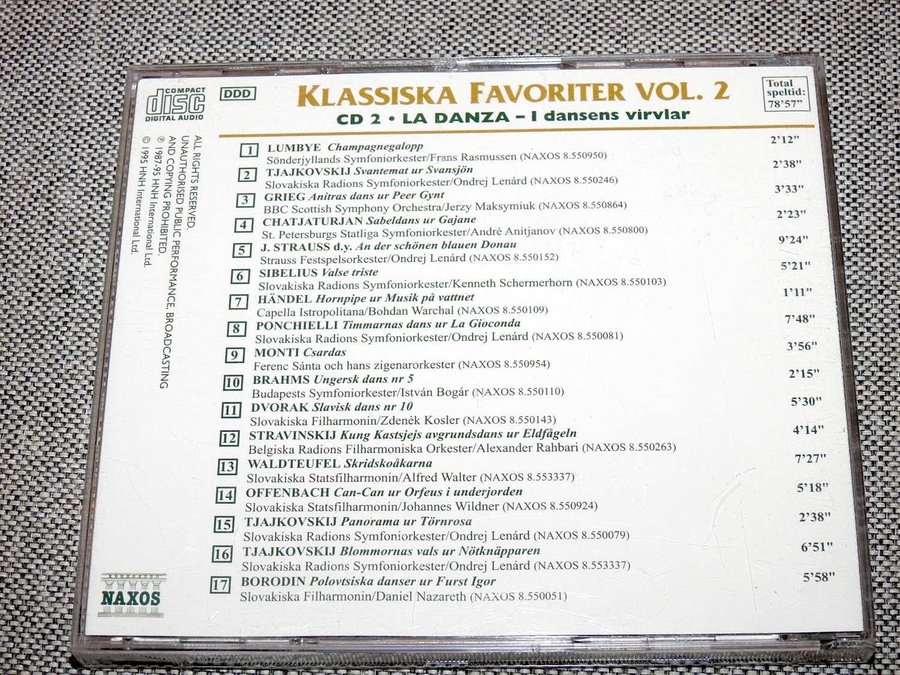 COMPACT
disc
DIGITAL AUDIO
DDD
KLASSISKA FAVORITER VOL. 2
CD 2 • LA DANZA – I dansens virvlar
Total
speltid:
78'57"
1 LUMBYE Champagnegalopp 2'12"
Sönderjyllands Symfoniorkester/Frans Rasmussen (NAXOS 8.550950)
2 TJAJKOVSKIJ Svantemat ur Svansjön 2'38"
Slovakiska Radions Symfoniorkester/Ondrej Lenárd (NAXOS 8.550246)
3 GRIEG Anitras dans ur Peer Gynt 3'33"
BBC Scottish Symphony Orchestra/Jerzy Maksymiuk (NAXOS 8.550864)
4 CHATJATURJAN Sabeldans ur Gajane 2'23"
St. Petersburgs Statliga Symfoniorkester/André Anitjanov (NAXOS 8.550800)
5 J. STRAUSS d.y. An der schönen blauen Donau 9'24"
Strauss Festspelsorkester/Ondrej Lenárd (NAXOS 8.550152)
6 SIBELIUS Valse triste 5'21"
Slovakiska Radions Symfoniorkester/Kenneth Schermerhorn (NAXOS 8.550103)
7 HÄNDEL Hornpipe ur Musik på vattnet 1'11"
Capella Istropolitana/Bohdan Warchal (NAXOS 8.550109)
8 PONCHIELLI Timmarnas dans ur La Gioconda 7'48"
Slovakiska Radions Symfoniorkester/Ondrej Lenárd (NAXOS 8.550081)
9 MONTI Csardas 3'56"
Ferenc Sánta och hans zigenarorkester (NAXOS 8.550954)
10 BRAHMS Ungersk dans nr 5 2'15"
Budapests Symfoniorkester/István Bogár (NAXOS 8.550110)
11 DVORAK Slavisk dans nr 10 5'30"
Slovakiska Filharmonin/Zdenék Kosler (NAXOS 8.550143)
12 STRAVINSKIJ Kung Kastsjejs avgrundsdans ur Eldfågeln 4'14"
Belgiska Radions Filharmoniska Orkester/Alexander Rahbari (NAXOS 8.550263)
13 WALDTEUFEL Skridskoåkarna 7'27"
Slovakiska Statsfilharmonin/Alfred Walter (NAXOS 8.553337)
14 OFFENBACH Can-Can ur Orfeus i underjorden 5'18"
Slovakiska Statsfilharmonin/Johannes Wildner (NAXOS 8.550924)
15 TJAJKOVSKIJ Panorama ur Törnrosa 2'38"
Slovakiska Radions Symfoniorkester/Ondrej Lenárd (NAXOS 8.550079)
16 TJAJKOVSKIJ Blommornas vals ur Nötknäpparen 6'51"
Slovakiska Radions Symfoniorkester/Ondrej Lenárd (NAXOS 8.553337)
17 BORODIN Polovtsiska danser ur Furst Igor 5'58"
Slovakiska Filharmonin/Daniel Nazareth (NAXOS 8.550051)
ALL RIGHTS RESERVED.
UNAUTHORISED PUBLIC PERFORMANCE, BROADCASTING
AND COPYING PROHIBITED.
℗ 1987-95 HNH International Ltd.
© 1995 HNH International Ltd.
NAXOS